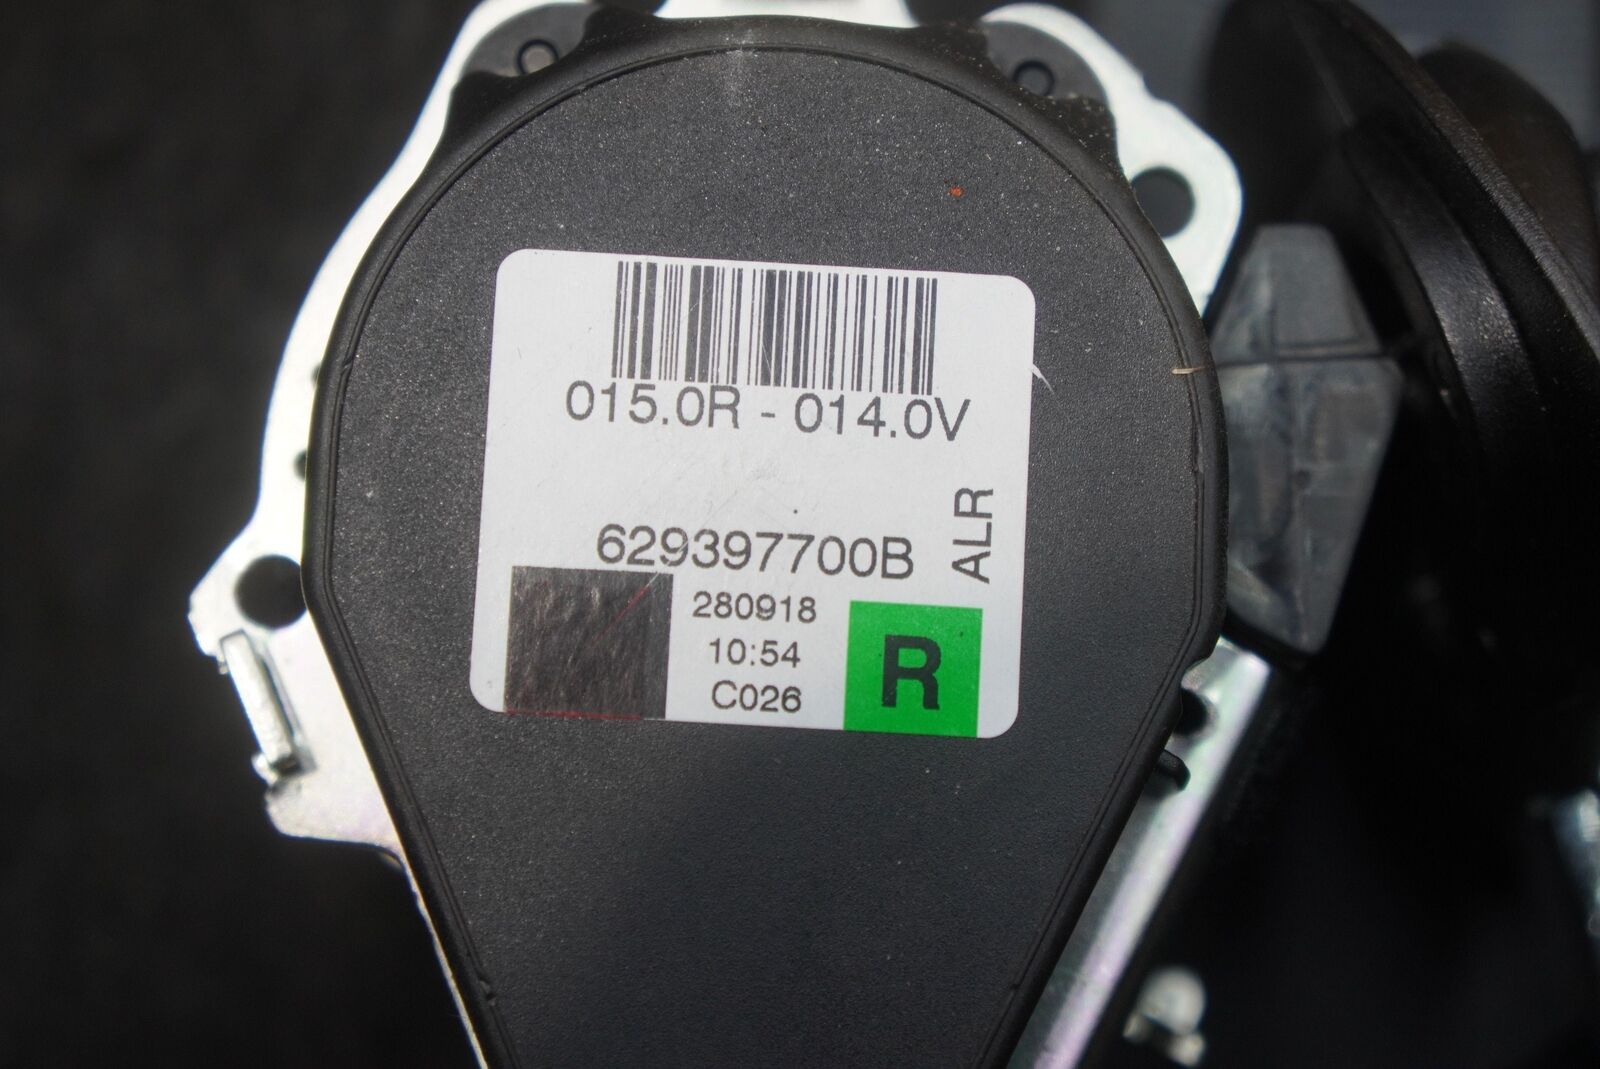 015.0R - 014.0V
ALR
629397700B
280918
10:54
C026
R